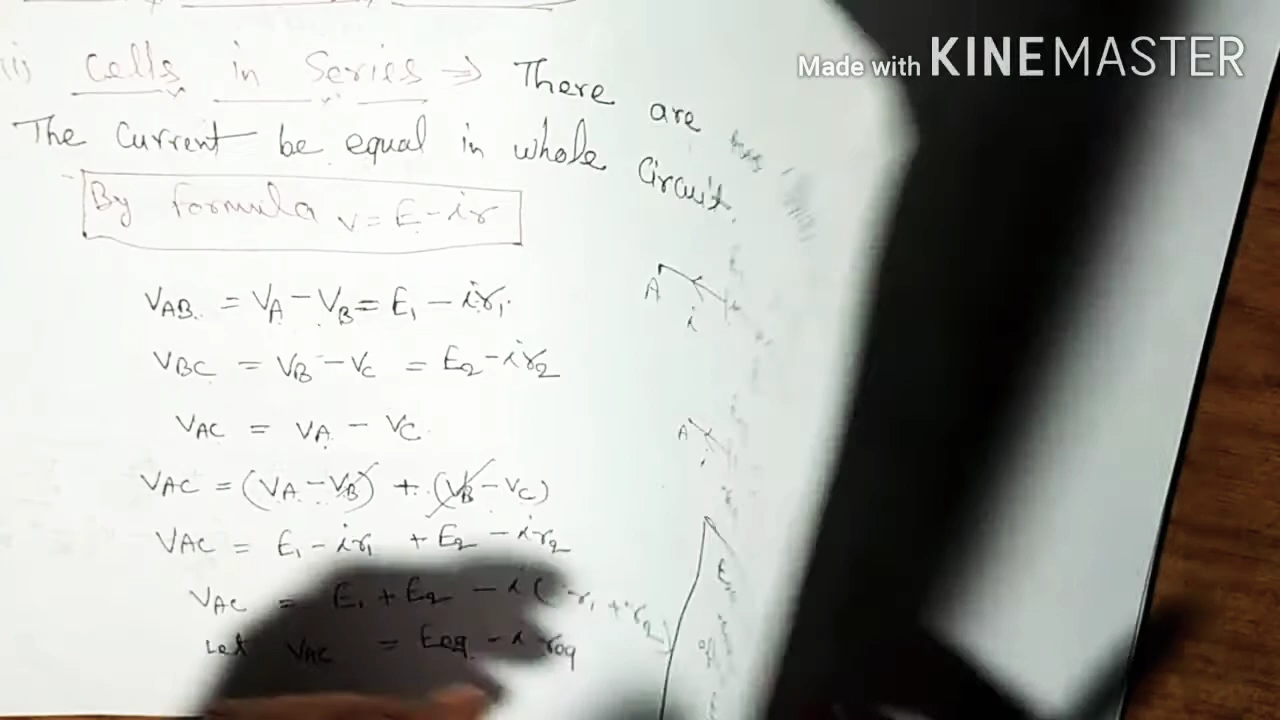 Made with KINEMASTER
(i) Cells in Series ⇒ There are
The Current be equal in whole Circuit.
By formula V = E - ir
VAB = VA - VB = E1 - ir1
VBC = VB - VC = E2 - ir2
VAC = VA - VC
VAC = (VA - VB) + (VB - VC)
VAC = E1 - ir1 + E2 - ir2
VAC = E1 + E2 - i(r1 + r2)
Let VAC = Eeq - i req
A
i
A